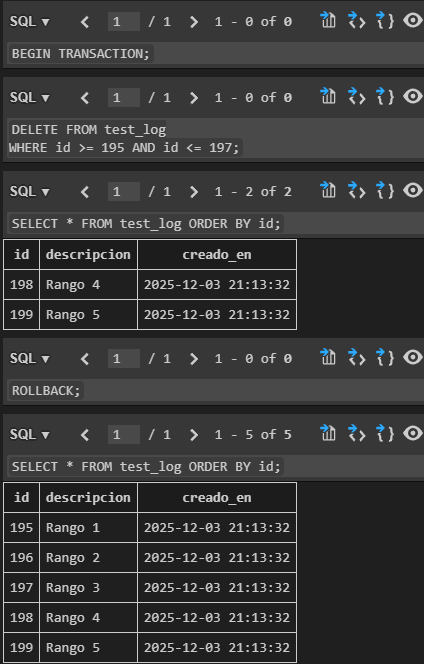 SQL ▼ < 1 / 1 > 1 - 0 of 0
BEGIN TRANSACTION;
SQL ▼ < 1 / 1 > 1 - 0 of 0
DELETE FROM test_log
WHERE id >= 195 AND id <= 197;
SQL ▼ < 1 / 1 > 1 - 2 of 2
SELECT * FROM test_log ORDER BY id;
id descripcion creado_en
198 Rango 4 2025-12-03 21:13:32
199 Rango 5 2025-12-03 21:13:32
SQL ▼ < 1 / 1 > 1 - 0 of 0
ROLLBACK;
SQL ▼ < 1 / 1 > 1 - 5 of 5
SELECT * FROM test_log ORDER BY id;
id descripcion creado_en
195 Rango 1 2025-12-03 21:13:32
196 Rango 2 2025-12-03 21:13:32
197 Rango 3 2025-12-03 21:13:32
198 Rango 4 2025-12-03 21:13:32
199 Rango 5 2025-12-03 21:13:32